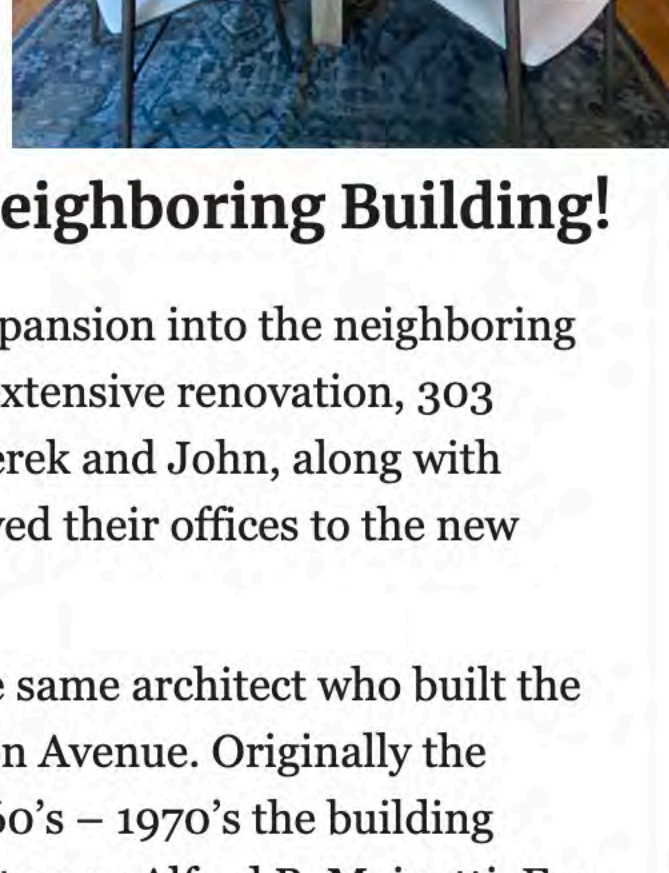 eighboring Building!
pansion into the neighboring
xtensive renovation, 303
erek and John, along with
ved their offices to the new
e same architect who built the
n Avenue. Originally the
60's – 1970's the building